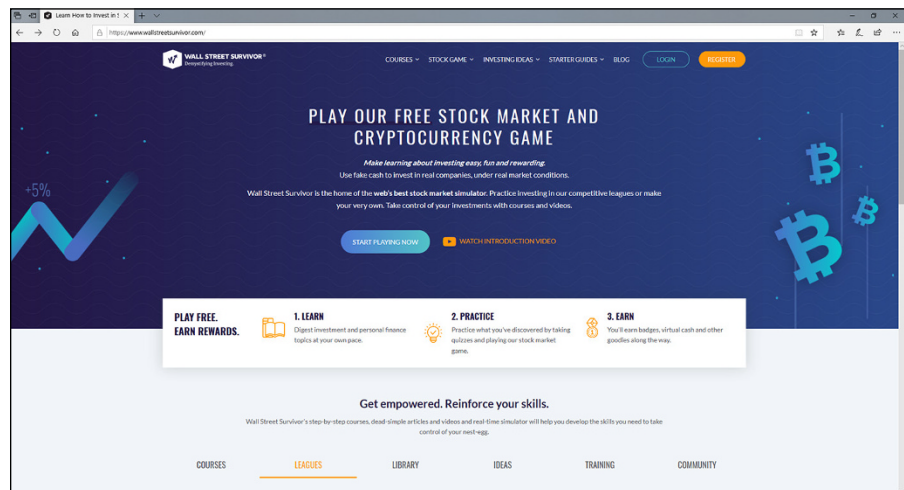 Learn How to Invest in S
https://www.wallstreetsurvivor.com/
WALL STREET SURVIVOR®
Demystifying Investing.
COURSES STOCK GAME INVESTING IDEAS STARTER GUIDES BLOG LOGIN REGISTER
PLAY OUR FREE STOCK MARKET AND
CRYPTOCURRENCY GAME
Make learning about investing easy, fun and rewarding.
Use fake cash to invest in real companies, under real market conditions.
Wall Street Survivor is the home of the web's best stock market simulator. Practice investing in our competitive leagues or make
your very own. Take control of your investments with courses and videos.
+5%
START PLAYING NOW WATCH INTRODUCTION VIDEO
PLAY FREE.
EARN REWARDS.
1. LEARN
Digest investment and personal finance
topics at your own pace.
2. PRACTICE
Practice what you've discovered by taking
quizzes and playing our stock market
game.
3. EARN
You'll earn badges, virtual cash and other
goodies along the way.
Get empowered. Reinforce your skills.
Wall Street Survivor's step-by-step courses, dead-simple articles and videos and real-time simulator will help you develop the skills you need to take
control of your nest-egg.
COURSES LEAGUES LIBRARY IDEAS TRAINING COMMUNITY